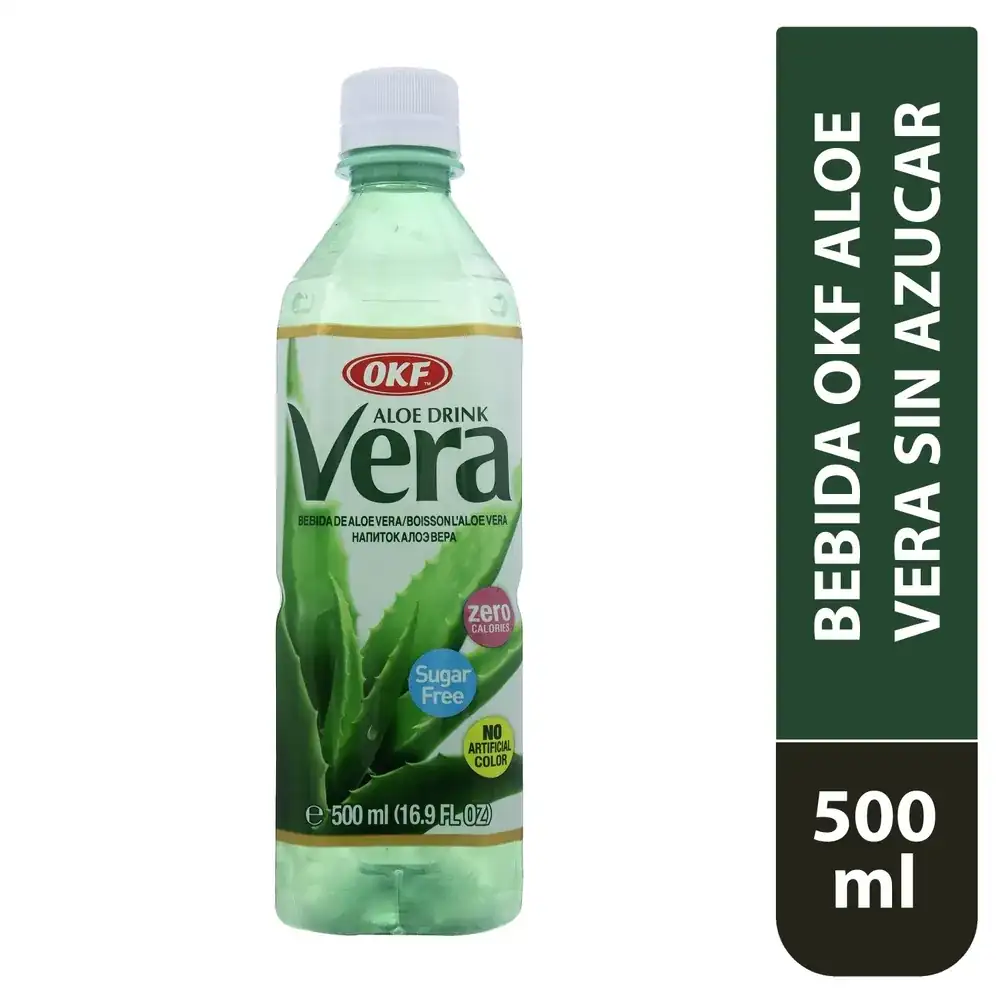 OKF™
ALOE DRINK
Vera
BEBIDA DE ALOE VERA/BOISSON L'ALOE VERA
НАПИТОК АЛОЭ ВЕРА
zero
CALORIES
Sugar
Free
NO
ARTIFICIAL
COLOR
℮ 500 ml (16.9 FL OZ)
BEBIDA OKF ALOE
VERA SIN AZUCAR
500
ml